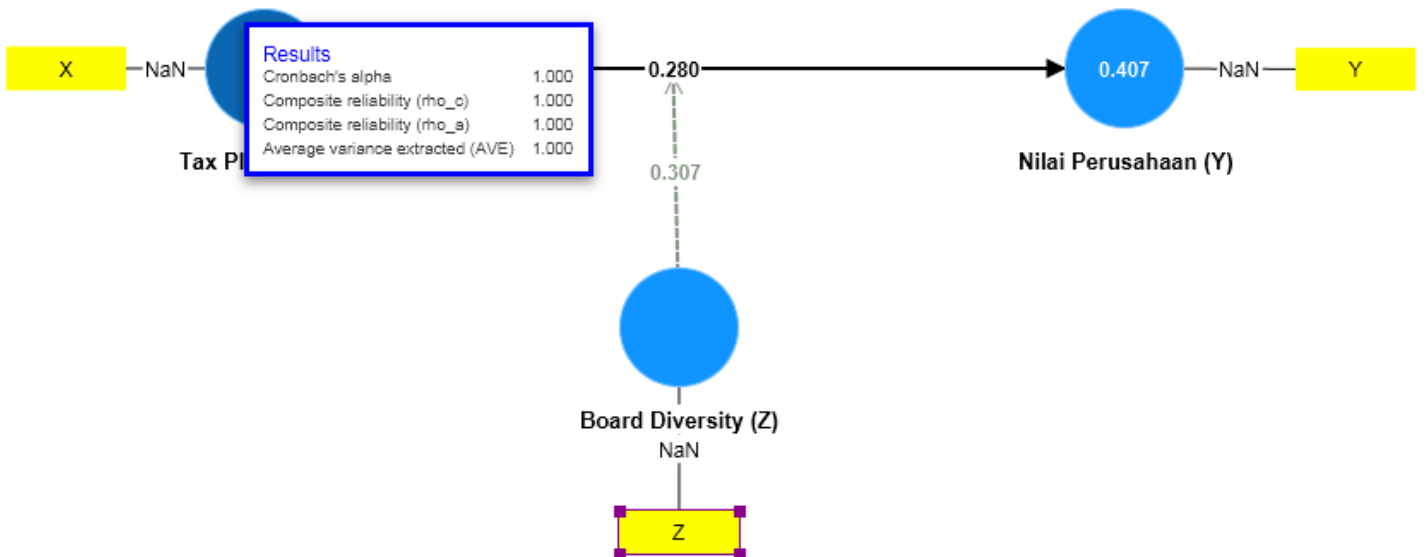 X
NaN
Results
Cronbach's alpha 1.000
Composite reliability (rho_c) 1.000
Composite reliability (rho_a) 1.000
Average variance extracted (AVE) 1.000
0.280
0.407
NaN
Y
Tax
Nilai Perusahaan (Y)
0.307
Board Diversity (Z)
NaN
Z